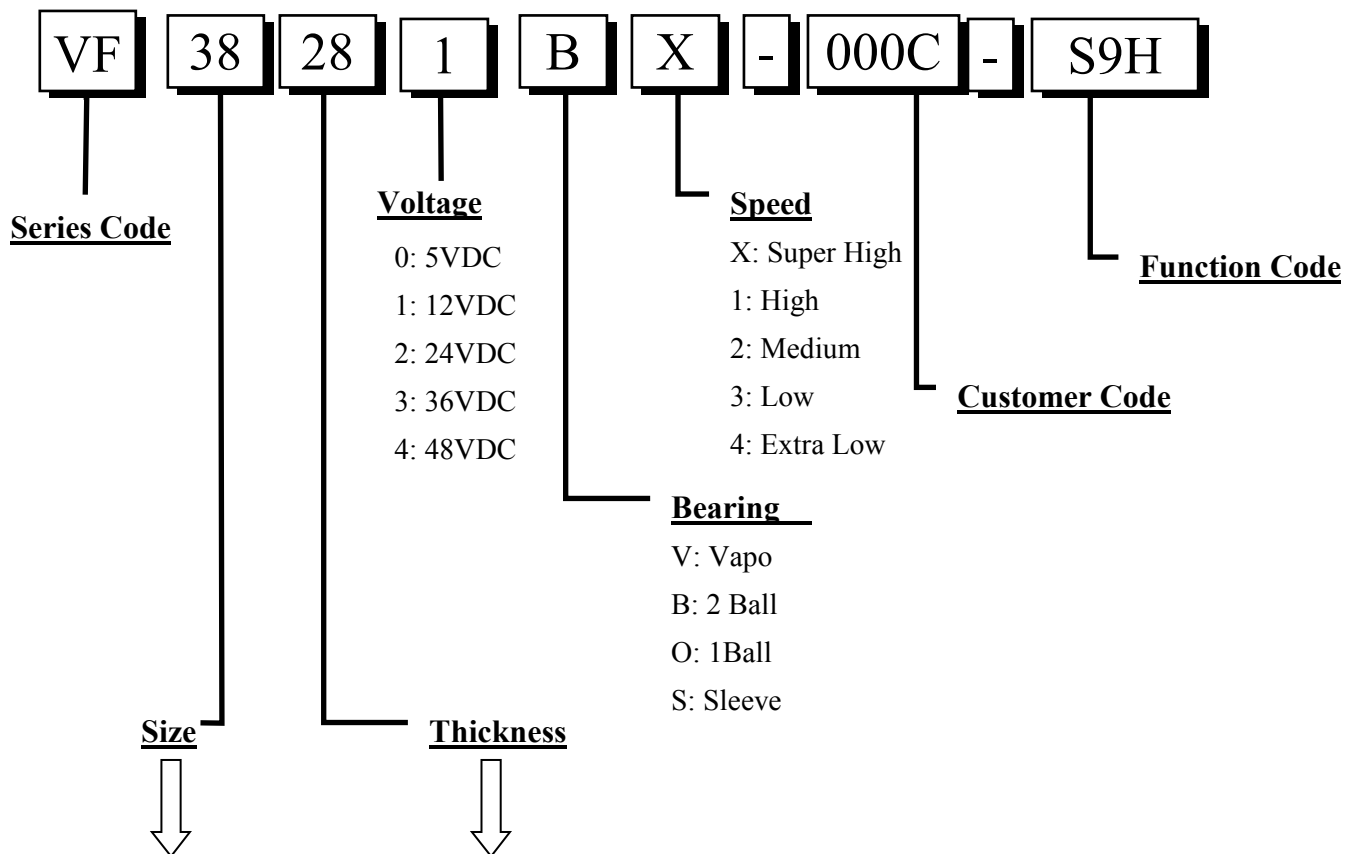 VF 38 28 1 B X - 000C - S9H
Series Code
Voltage
0: 5VDC
1: 12VDC
2: 24VDC
3: 36VDC
4: 48VDC
Speed
X: Super High
1: High
2: Medium
3: Low
4: Extra Low
Function Code
Customer Code
Bearing
V: Vapo
B: 2 Ball
O: 1Ball
S: Sleeve
Size
Thickness